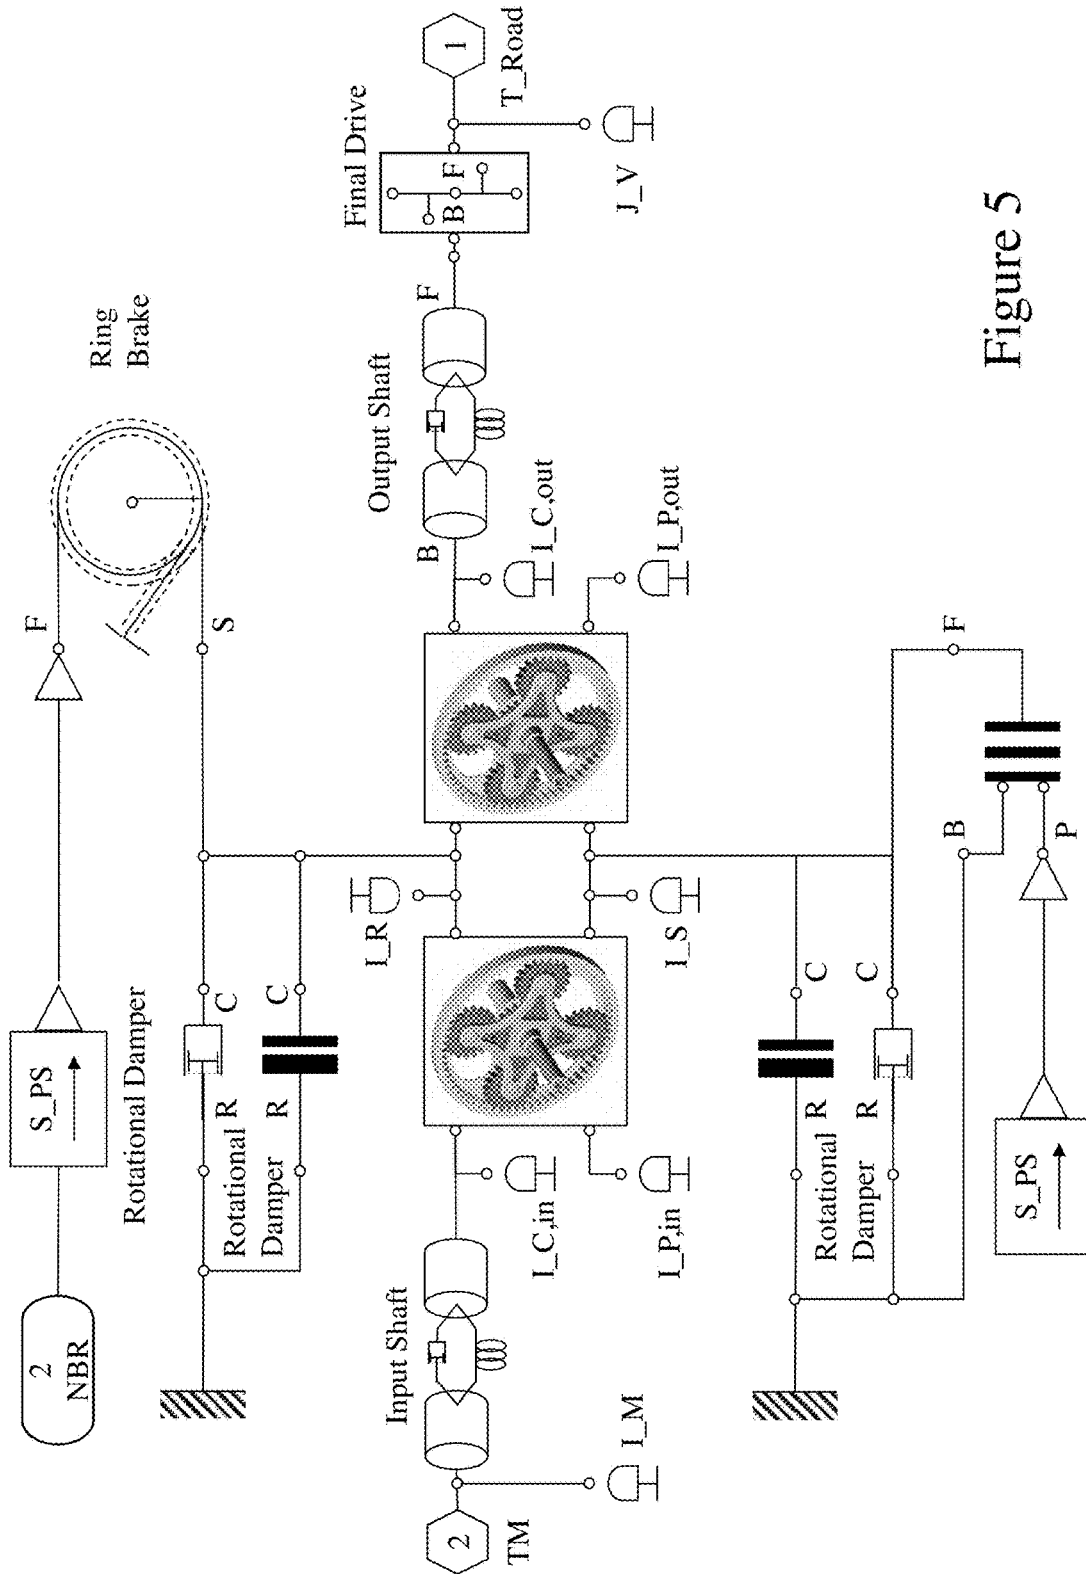 2
NBR
S_PS
F
Ring
Brake
S
Rotational Damper
C
R
Rotational
Damper
C
R
Input Shaft
I_R
Output Shaft
Final Drive
B
F
B
F
2
TM
I_M
I_C,in
I_P,in
I_S
I_C,out
I_P,out
J_V
1
T_Road
Rotational
Damper
R
C
R
C
F
B
P
S_PS
Figure 5